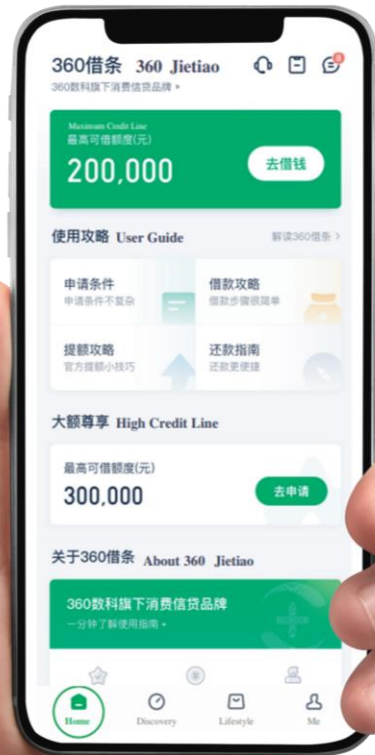 360借条 360 Jietiao
8
360数科旗下消费信贷品牌
Maximum Credit Line
最高可借额度(元)
200,000
去借钱
使用攻略 User Guide
解读360借条 >
申请条件
申请条件不复杂
借款攻略
借款步骤很简单
提额攻略
官方提额小技巧
还款指南
还款更便捷
大额尊享 High Credit Line
最高可借额度(元)
300,000
去申请
关于360借条 About 360 Jietiao
360数科旗下消费信贷品牌
一分钟了解使用指南
Home
Discovery
Lifestyle
Me